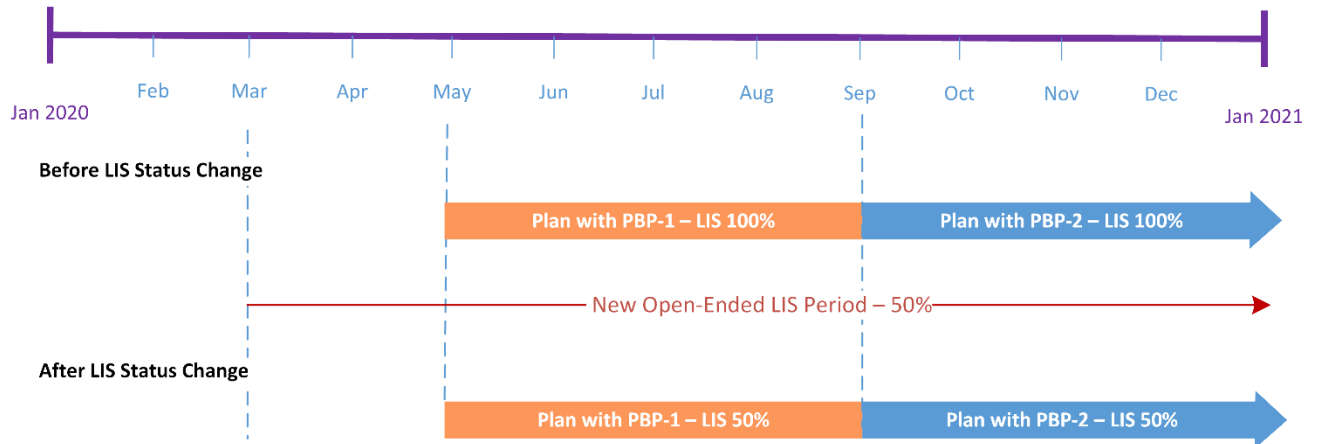 Feb Mar Apr May Jun Jul Aug Sep Oct Nov Dec
Jan 2020 Jan 2021
Before LIS Status Change
Plan with PBP-1 – LIS 100% Plan with PBP-2 – LIS 100%
New Open-Ended LIS Period – 50%
After LIS Status Change
Plan with PBP-1 – LIS 50% Plan with PBP-2 – LIS 50%